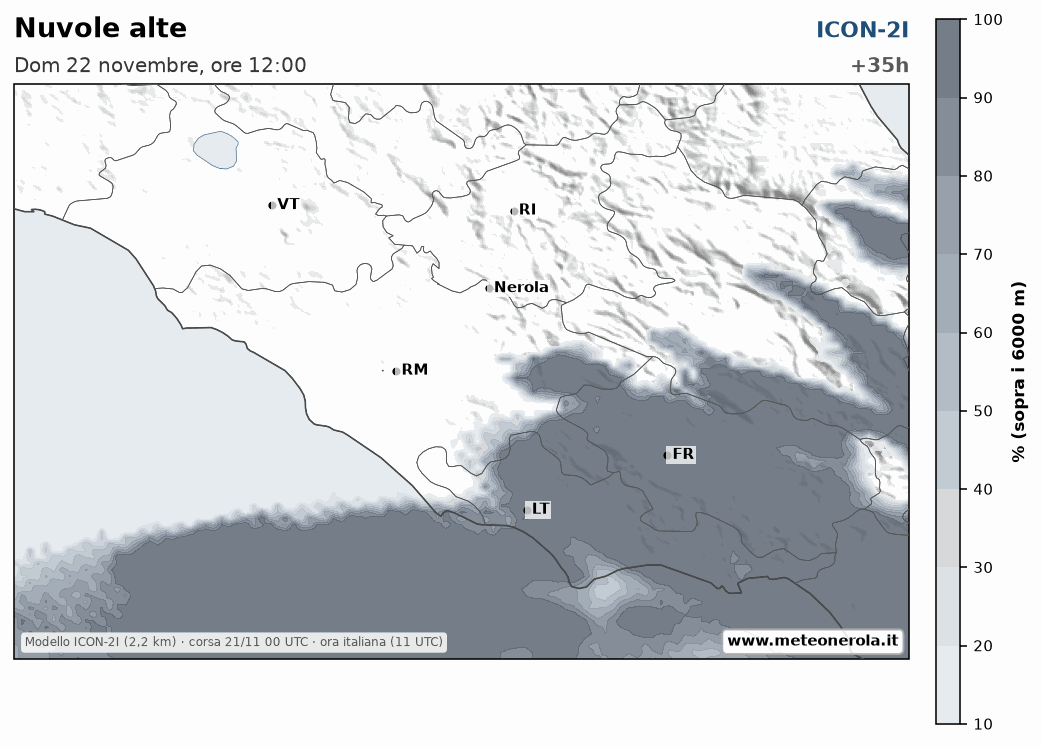 Nuvole alte
ICON-2I
Dom 22 novembre, ore 12:00
+35h
100
90
80
70
60
50
40
30
20
10
% (sopra i 6000 m)
VT
RI
Nerola
RM
FR
LT
Modello ICON-2I (2,2 km) · corsa 21/11 00 UTC · ora italiana (11 UTC)
www.meteonerola.it